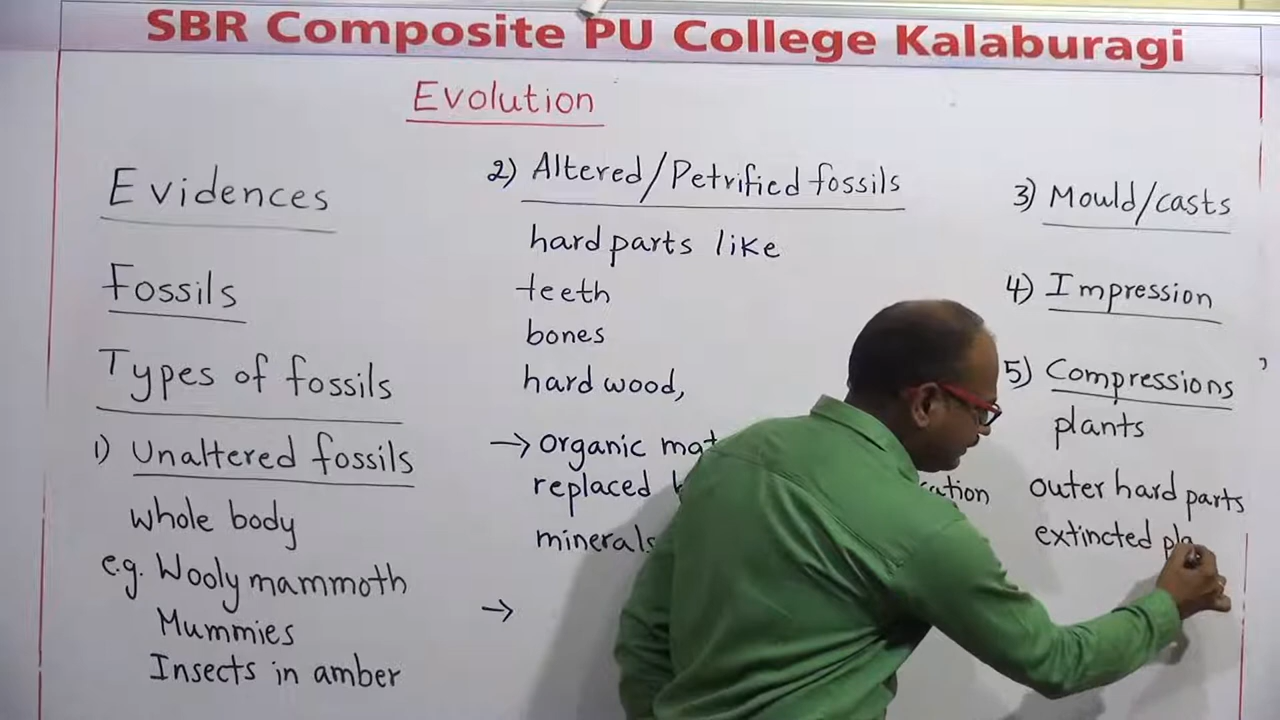 SBR Composite PU College Kalaburagi
Evolution
Evidences
Fossils
Types of fossils
1) Unaltered fossils
whole body
e.g. Wooly mammoth
Mummies
Insects in amber
2) Altered/Petrified fossils
hard parts like
teeth
bones
hard wood,
→ organic
replaced
minerals
→
3) Mould/casts
4) Impression
5) Compressions
plants
outer hard parts
extincted